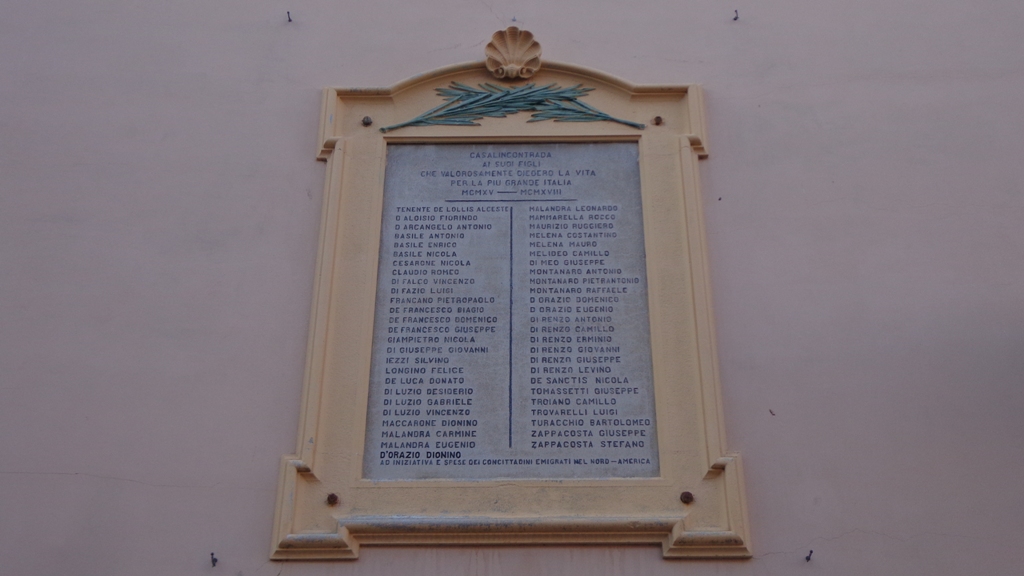 CASALINCONTRADA
AI SUOI FIGLI
CHE VALOROSAMENTE DIEDERO LA VITA
PER LA PIU GRANDE ITALIA
MCMXV — MCMXVIII
TENENTE DE LOLLIS ALCESTE
D ALOISIO FIORINDO
D ARCANGELO ANTONIO
BASILE ANTONIO
BASILE ENRICO
BASILE NICOLA
CESARONE NICOLA
CLAUDIO ROMEO
DI FALCO VINCENZO
DI FAZIO LUIGI
FRANCANO PIETROPAOLO
DE FRANCESCO BIAGIO
DE FRANCESCO DOMENICO
DE FRANCESCO GIUSEPPE
GIAMPIETRO NICOLA
DI GIUSEPPE GIOVANNI
IEZZI SILVINO
LONGINO FELICE
DE LUCA DONATO
DI LUZIO DESIDERIO
DI LUZIO GABRIELE
DI LUZIO VINCENZO
MACCARONE DIONINO
MALANDRA CARMINE
MALANDRA EUGENIO
D'ORAZIO DIONINO
MALANDRA LEONARDO
MAMMARELLA ROCCO
MAURIZIO RUGGIERO
MELENA COSTANTINO
MELENA MAURO
MELIDEO CAMILLO
DI MEO GIUSEPPE
MONTANARO ANTONIO
MONTANARO PIETRANTONIO
MONTANARO RAFFAELE
D ORAZIO DOMENICO
D ORAZIO EUGENIO
DI RENZO ANTONIO
DI RENZO CAMILLO
DI RENZO ERMINIO
DI RENZO GIOVANNI
DI RENZO GIUSEPPE
DI RENZO LEVINO
DE SANCTIS NICOLA
TOMASSETTI GIUSEPPE
TROIANO CAMILLO
TROVARELLI LUIGI
TURACCHIO BARTOLOMEO
ZAPPACOSTA GIUSEPPE
ZAPPACOSTA STEFANO
AD INIZIATIVA E SPESE DEI CONCITTADINI EMIGRATI NEL NORD-AMERICA